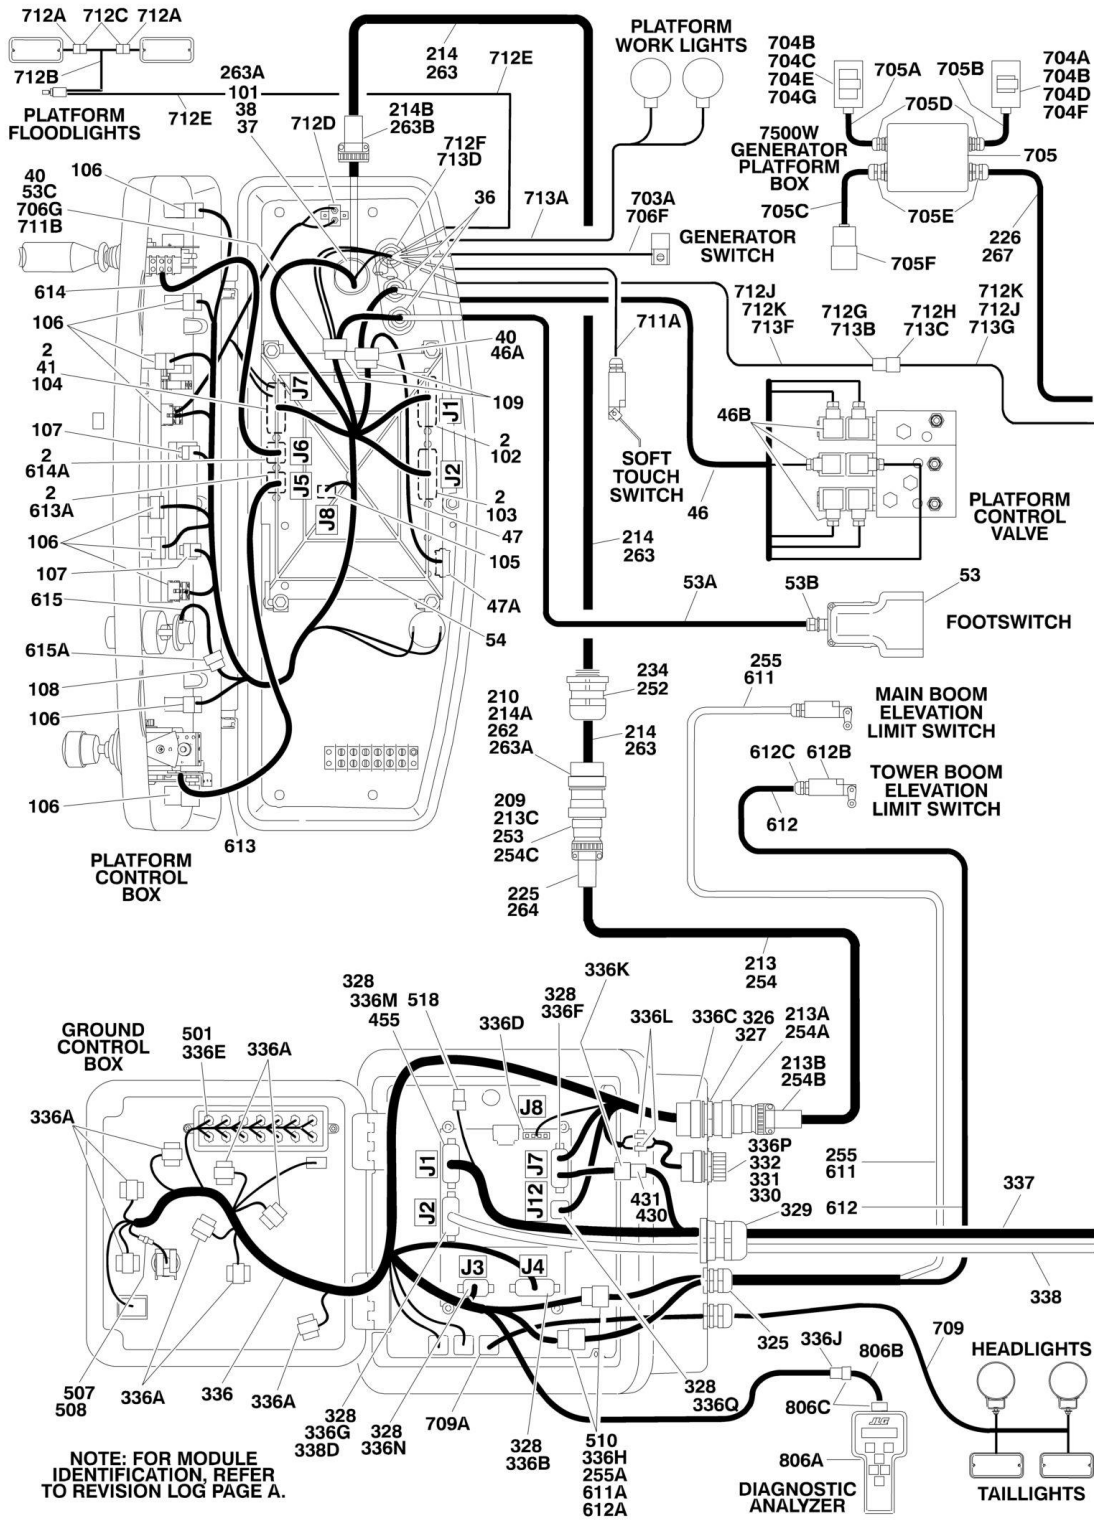 712A 712C 712A
712B
PLATFORM
FLOODLIGHTS
712E
263A
101
38
37
712D
214
263
712E
214B
263B
712F
713D
PLATFORM
WORK LIGHTS
704B
704C
704E
704G
705A
705B
704A
704B
704D
704F
705D
7500W
GENERATOR
PLATFORM
BOX
705
705C
705E
705F
226
267
40
53C
706G
711B
106
36
713A
703A
706F
GENERATOR
SWITCH
614
106
2
41
104
107
2
614A
2
613A
106
107
615
615A
108
106
106
613
PLATFORM
CONTROL
BOX
J7
J6
J5
J8
J1
J2
40
46A
109
2
102
2
103
47
105
47A
54
711A
SOFT
TOUCH
SWITCH
712J
712K
713F
712G
713B
712H
713C
712K
712J
713G
46B
46
PLATFORM
CONTROL
VALVE
214
263
53A
53B
53
FOOTSWITCH
234
252
210
214A
262
263A
214
263
209
213C
253
254C
225
264
255
611
MAIN BOOM
ELEVATION
LIMIT SWITCH
612C 612B
TOWER BOOM
ELEVATION
LIMIT SWITCH
612
213
254
GROUND
CONTROL
BOX
501
336E
336A
336A
328
336M
455
518
336D
328
336F
336K
336L
336C
326
327
213A
254A
213B
254B
J8
J1
J2
J7
J12
J3
J4
336P
332
331
330
431
430
329
255
611
612
337
338
325
336J
806B
709
HEADLIGHTS
507
508
336A
336
336A
328
336G
338D
328
336N
709A
328
336B
510
336H
255A
611A
612A
328
336Q
806C
JLG
806A
DIAGNOSTIC
ANALYZER
TAILLIGHTS
NOTE: FOR MODULE
IDENTIFICATION, REFER
TO REVISION LOG PAGE A.